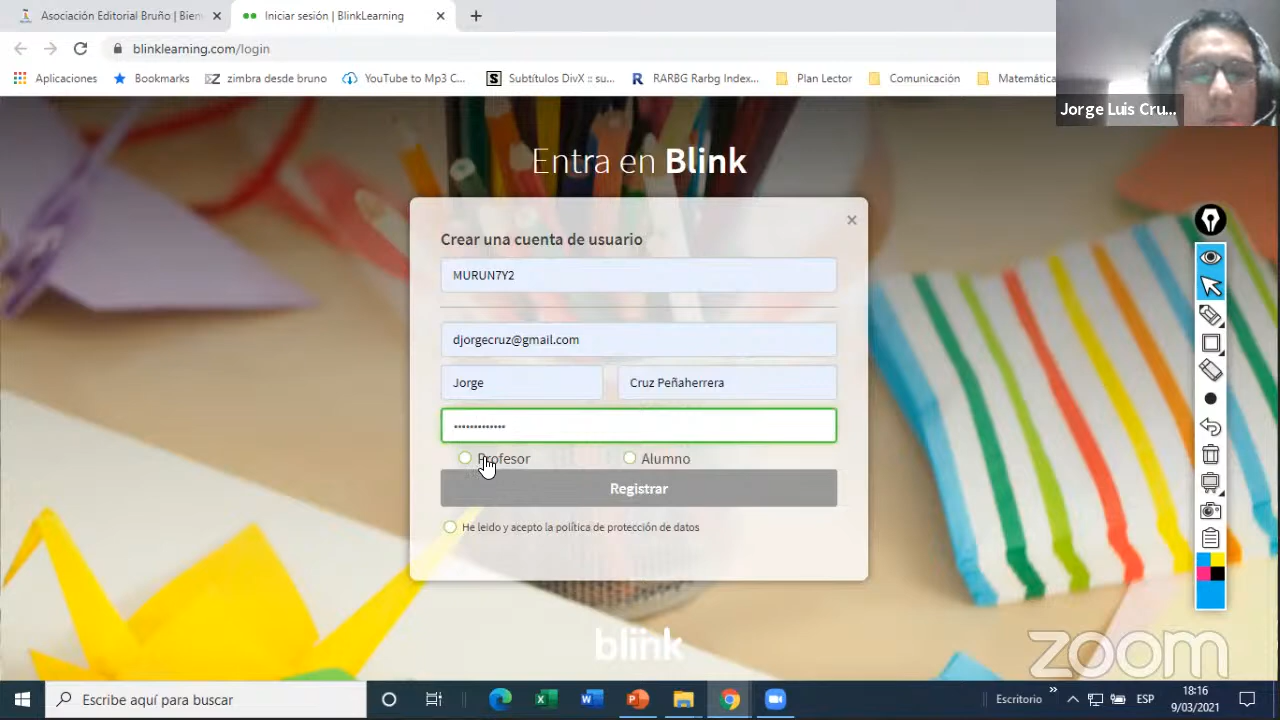 Asociación Editorial Bruño | Bien
Iniciar sesión | BlinkLearning
blinklearning.com/login
Aplicaciones
Bookmarks
zimbra desde bruno
YouTube to Mp3 C...
Subtítulos DivX :: su...
RARBG Rarbg Index...
Plan Lector
Comunicación
Matemática
Jorge Luis Cru...
Entra en Blink
Crear una cuenta de usuario
MURUN7Y2
djorgecruz@gmail.com
Jorge
Cruz Peñaherrera
•••••••••••••
Profesor
Alumno
Registrar
He leido y acepto la política de protección de datos
blink
zoom
Escribe aquí para buscar
Escritorio
ESP
18:16
9/03/2021